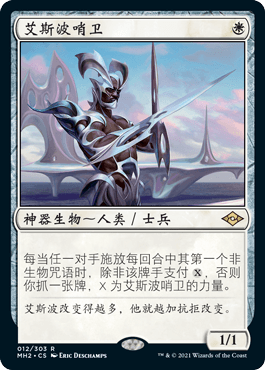 艾斯波哨卫
神器生物～人类 / 士兵
每当任一对手施放每回合中其第一个非
生物咒语时，除非该牌手支付 X，否则
你抓一张牌，X 为艾斯波哨卫的力量。
艾斯波改变得越多，他就越加抗拒改变。
1/1
012/303 R
MH2 • CS ERIC DESCHAMPS
™ & © 2021 Wizards of the Coast